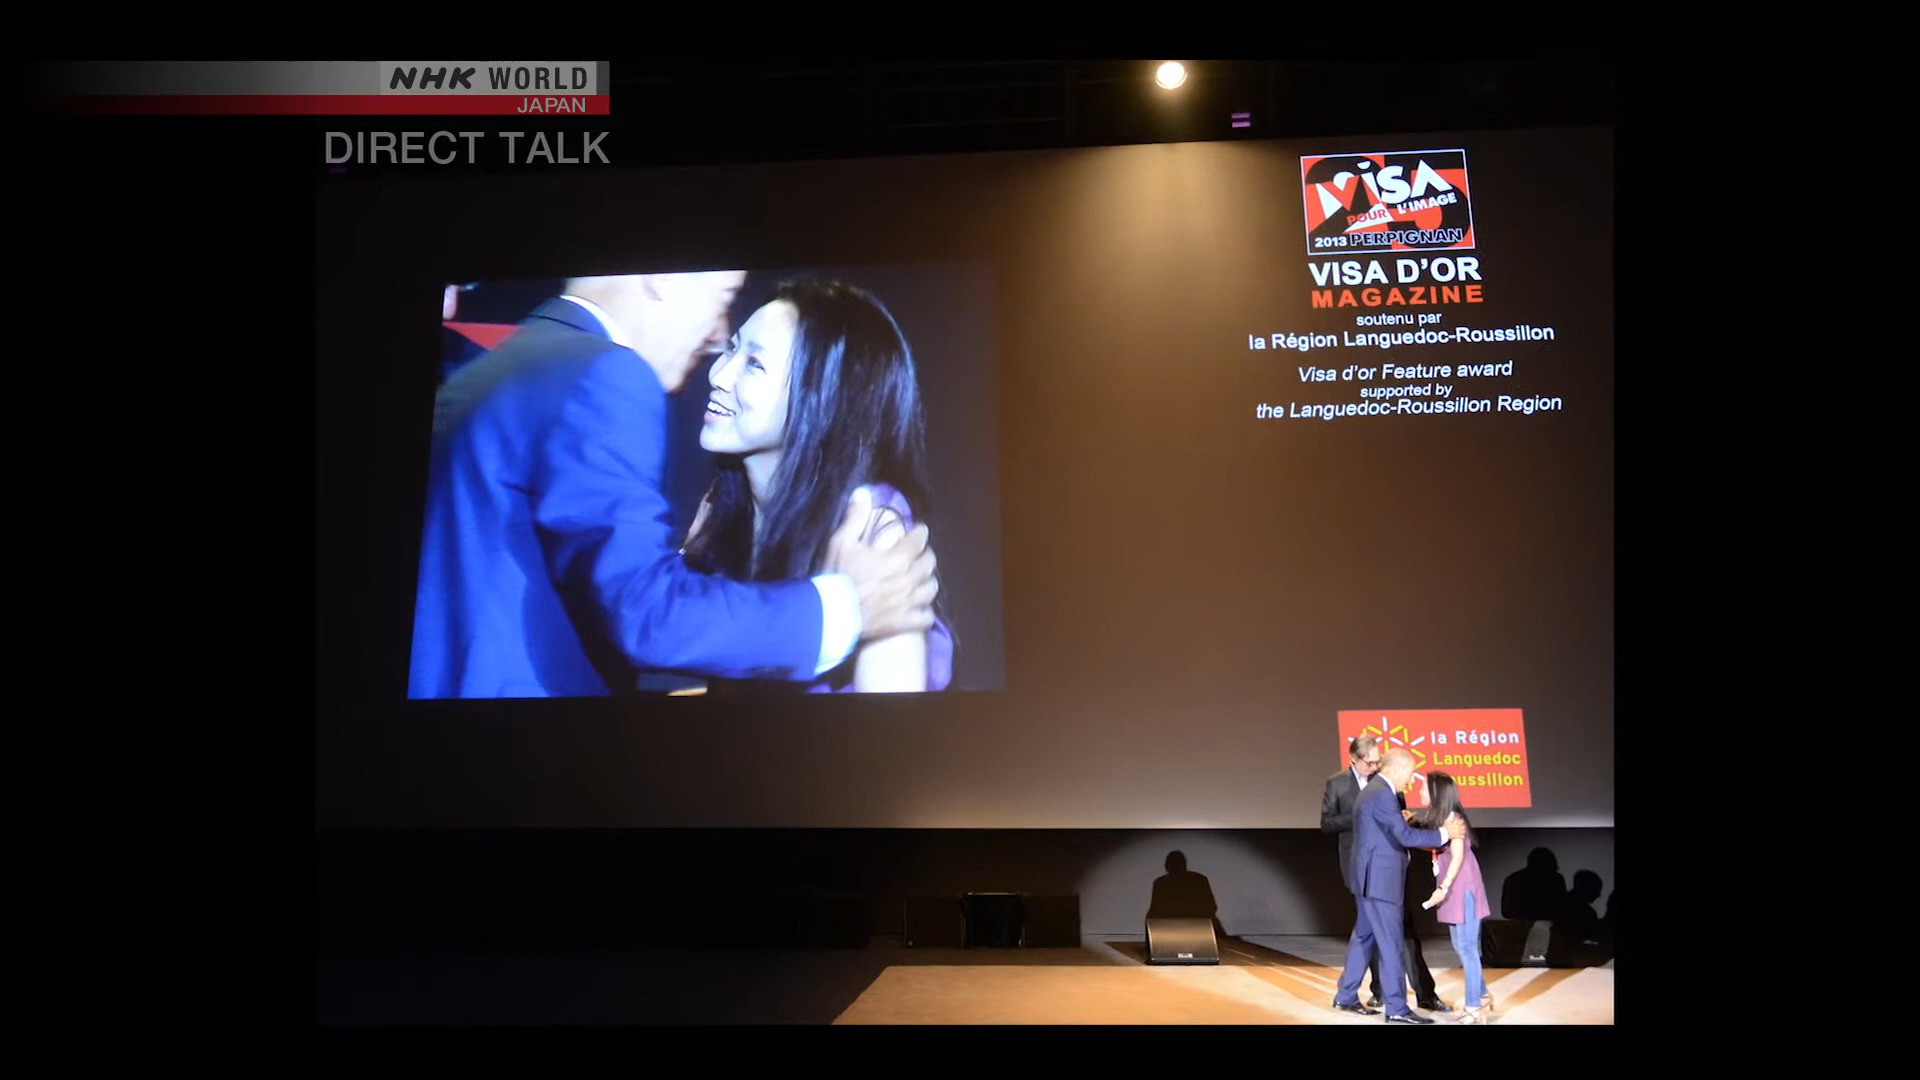 NHK WORLD
JAPAN
DIRECT TALK
VISA
POUR L'IMAGE
2013 PERPIGNAN
VISA D'OR
MAGAZINE
soutenu par
la Région Languedoc-Roussillon
Visa d'or Feature award
supported by
the Languedoc-Roussillon Region
la Région
Languedoc
oussillon